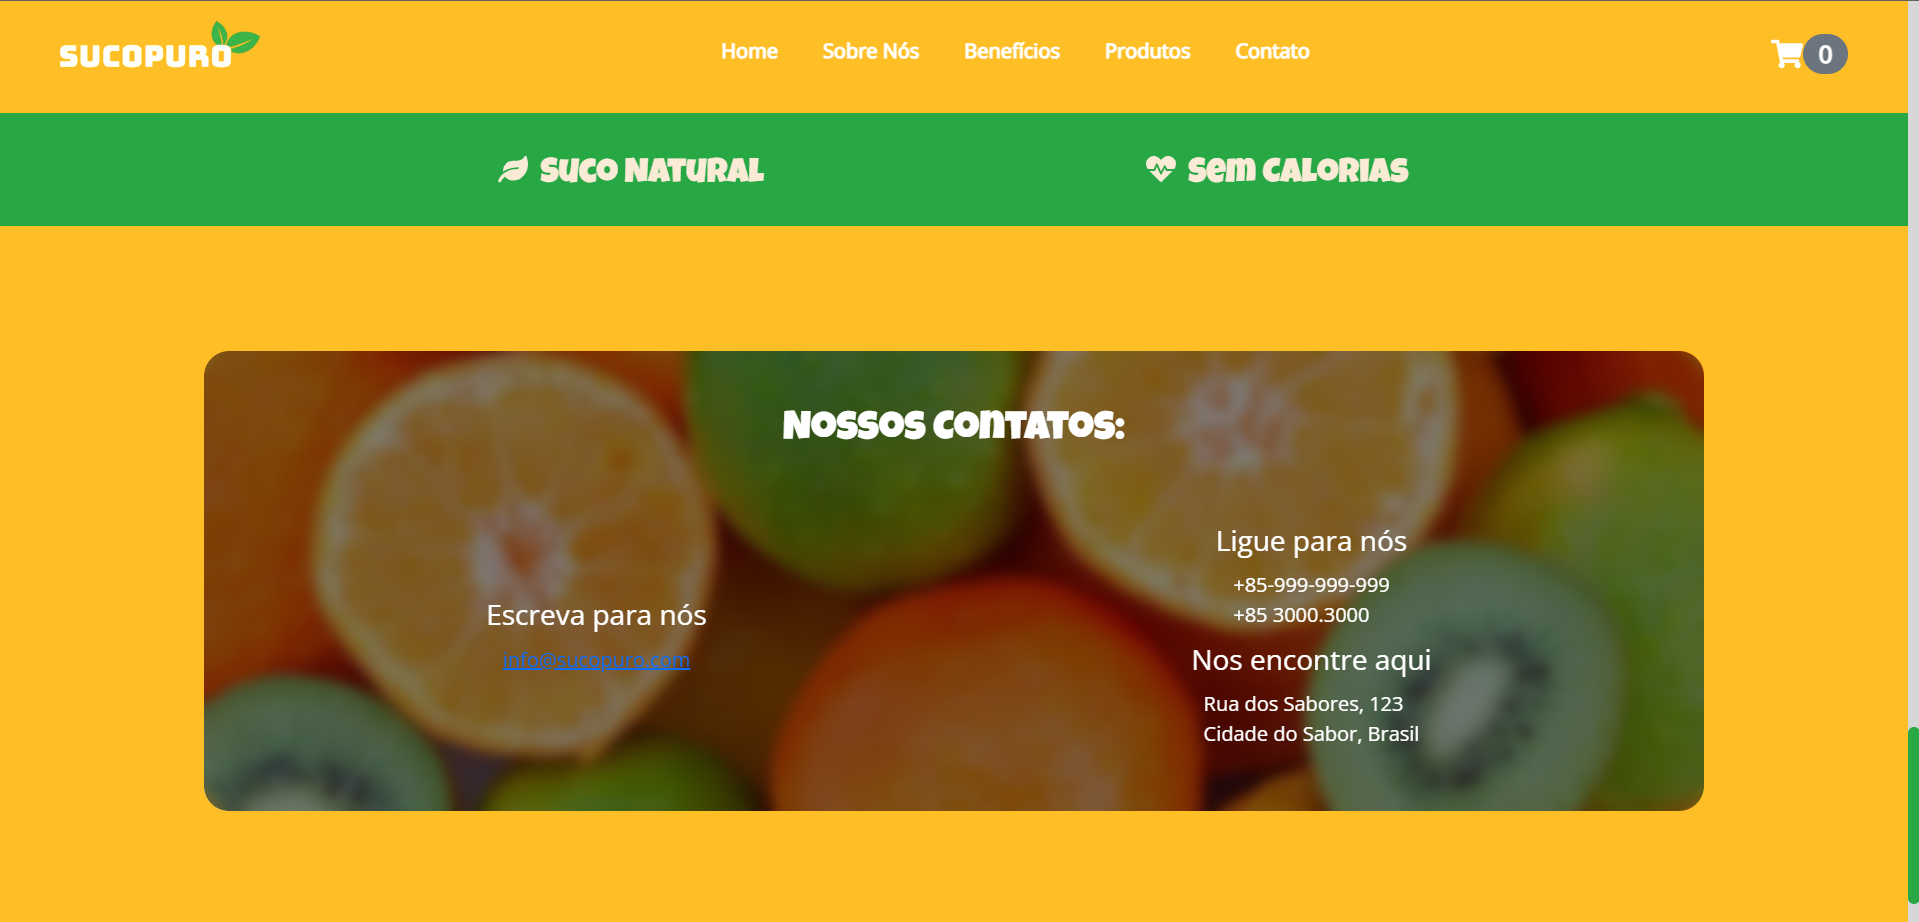 SUCOPURO
Home
Sobre Nós
Benefícios
Produtos
Contato
0
Suco Natural
Sem Calorias
Nossos Contatos:
Escreva para nós
info@sucopuro.com
Ligue para nós
+85-999-999-999
+85 3000.3000
Nos encontre aqui
Rua dos Sabores, 123
Cidade do Sabor, Brasil